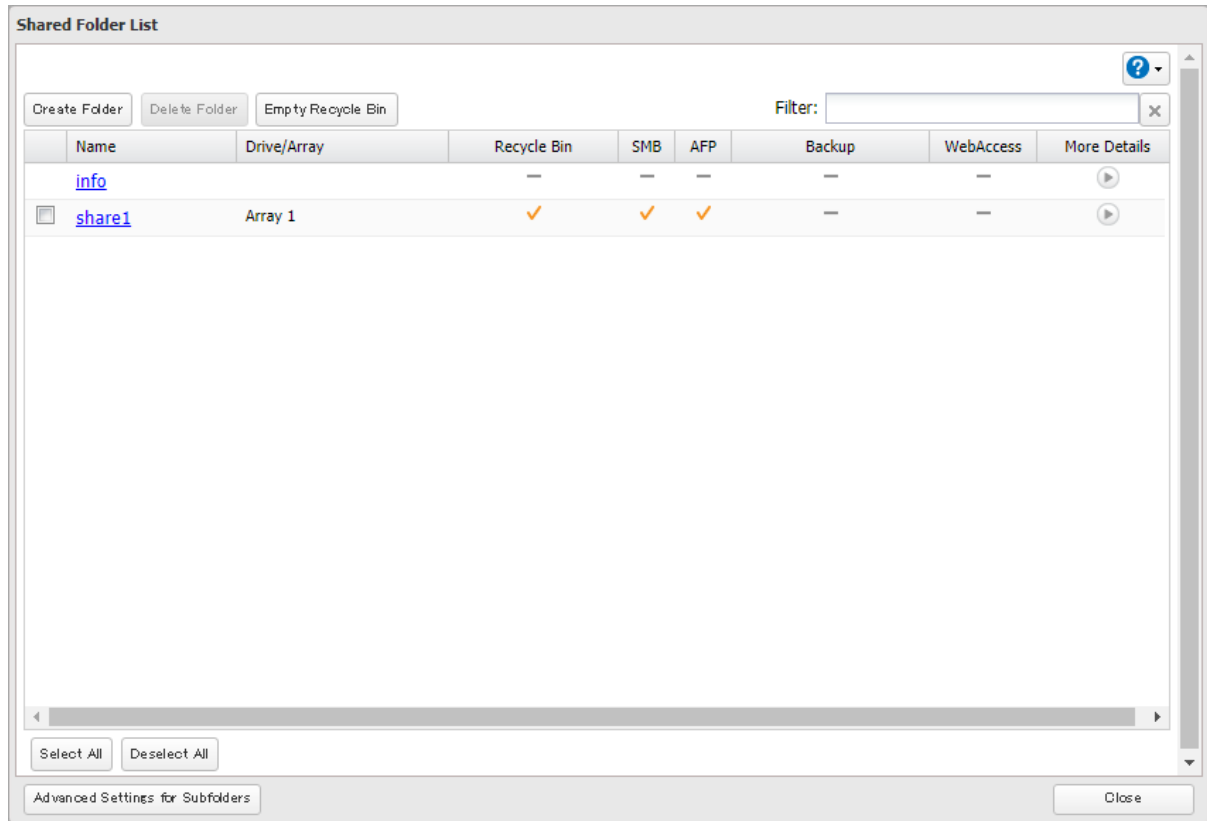 Shared Folder List
Create Folder Delete Folder Empty Recycle Bin Filter:
Name Drive/Array Recycle Bin SMB AFP Backup WebAccess More Details
info
share1 Array 1
Select All Deselect All
Advanced Settings for Subfolders Close